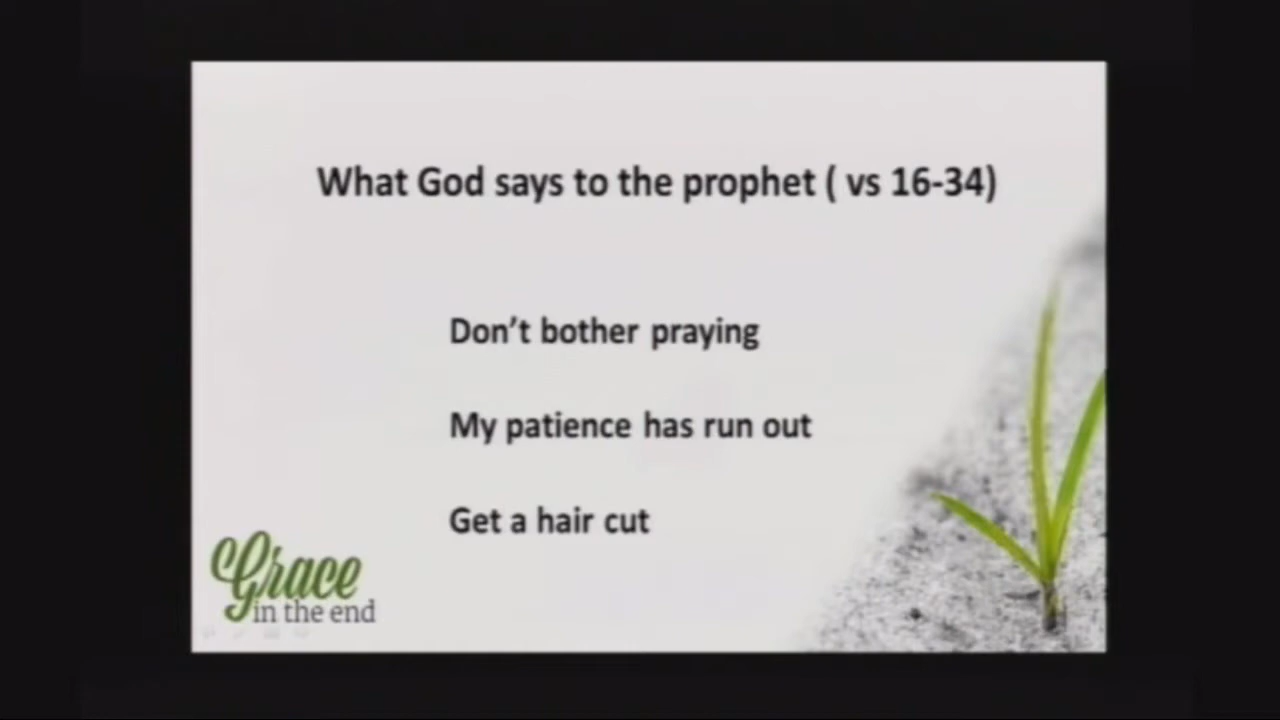 What God says to the prophet ( vs 16-34)
Don't bother praying
My patience has run out
Get a hair cut
Grace
in the end